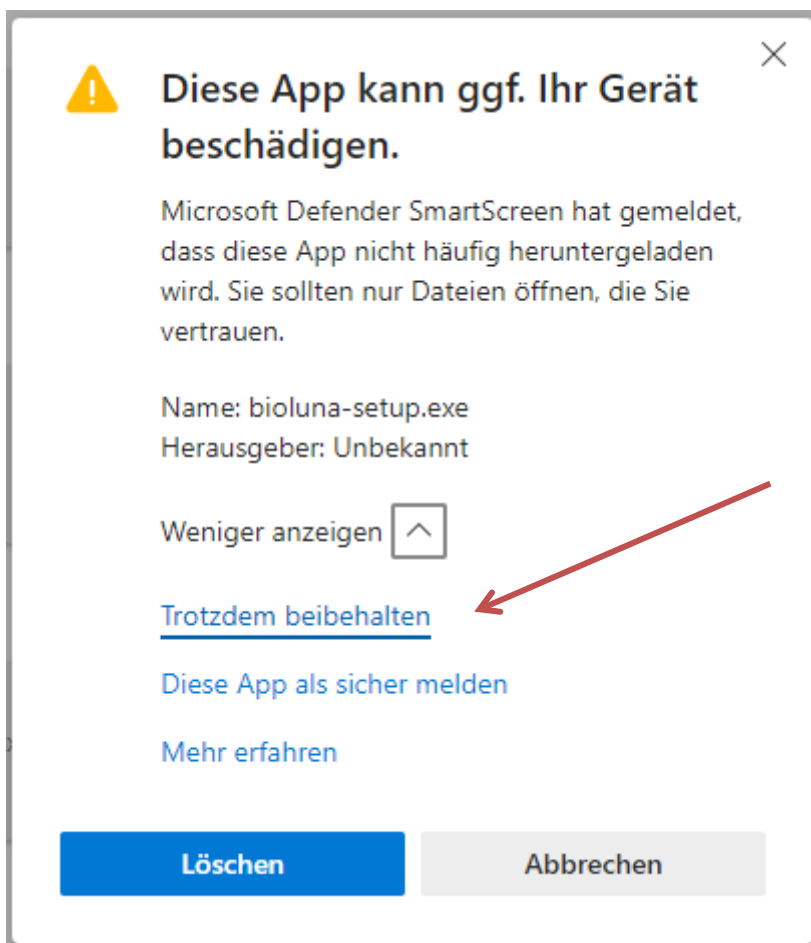 Diese App kann ggf. Ihr Gerät
beschädigen.
Microsoft Defender SmartScreen hat gemeldet,
dass diese App nicht häufig heruntergeladen
wird. Sie sollten nur Dateien öffnen, die Sie
vertrauen.
Name: bioluna-setup.exe
Herausgeber: Unbekannt
Weniger anzeigen
Trotzdem beibehalten
Diese App als sicher melden
Mehr erfahren
Löschen
Abbrechen